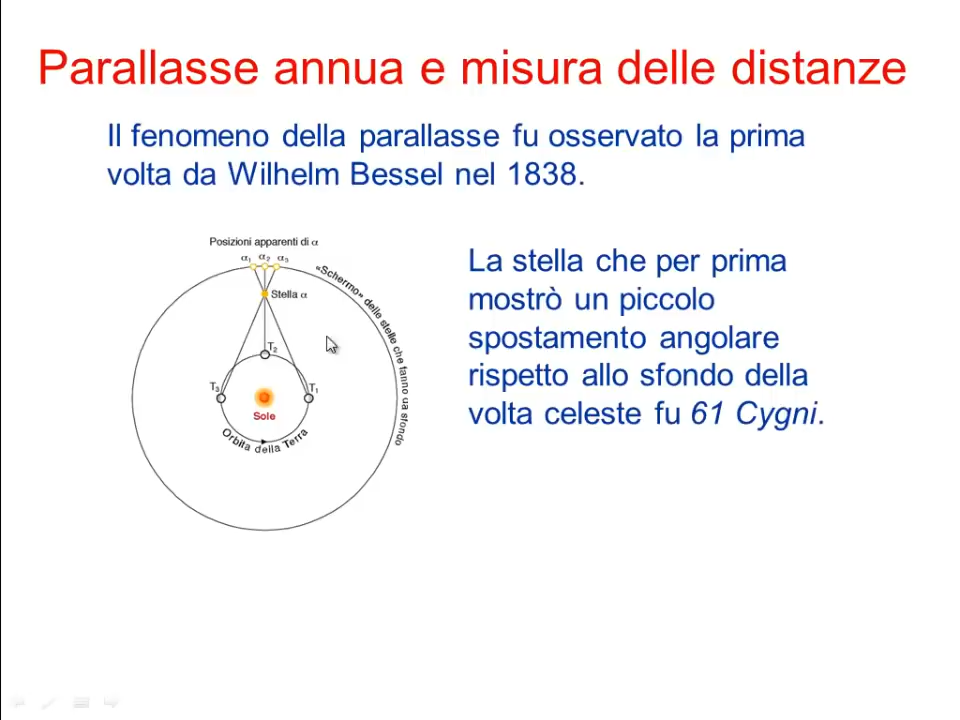 Parallasse annua e misura delle distanze
Il fenomeno della parallasse fu osservato la prima
volta da Wilhelm Bessel nel 1838.
Posizioni apparenti di α
α1 α2 α3
Stella α
«Schermo» delle stelle che fanno da sfondo
T2
T3
T1
Sole
Orbita della Terra
La stella che per prima
mostrò un piccolo
spostamento angolare
rispetto allo sfondo della
volta celeste fu 61 Cygni.